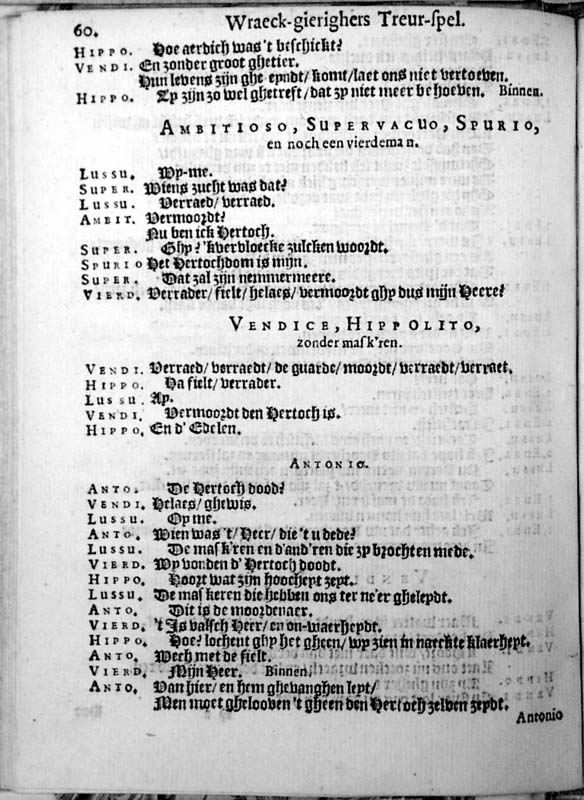 60.
Wraeck-gierighers Treur-spel.
HIPPO. Hoe aerdich was't beschickt?
VENDI. En zonder groot ghetier.
Hun levens zijn ghe-eyndt/ komt/laet ons niet vertoeven.
HIPPO. Zy zijn zo wel ghetreft/dat zy niet meer behoeven. Binnen.
AMBITIOSO, SUPERVACUO, SPURIO,
en noch een vierde man.
LUSSU. Wy-me.
SUPER. Wiens zucht was dat?
LUSSU. Verraed/ verraed.
AMBIT. Vermoordt?
Nu ben ick Hertoch.
SUPER. Ghy? 'kverbloecke zulcken woordt.
SPURIO Het Hertochdom is mijn.
SUPER. Dat zal zijn nemmermeere.
VIERD. Verrader/ fielt/ helaes/ vermoordt ghy dus mijn Heere?
VENDICE, HIPPOLITO,
zonder mask'ren.
VENDI. Verraed/ verraedt/ de guarde/ moordt/ verraedt/ verraet.
HIPPO. Ha fielt/ verrader.
LUSSU. Ay.
VENDI. Vermoordt den Hertoch is.
HIPPO. En d' Edelen.
ANTONIO.
ANTO. De Hertoch dood?
VENDI. Helaes/ ghewis.
LUSSU. Oy me.
ANTO. Wien was't/ Heer/ die 't u dede?
LUSSU. De mask'ren en d'and'ren die zy brochten mede.
VIERD. Wy vonden d' Hertoch doodt.
HIPPO. Hoort wat zijn hoocheyt zeyt.
LUSSU. De maskeren die hebben ons ter ne'er gheleydt.
ANTO. Dit is de moordenaer.
VIERD. 't Is valsch Heer/ en on-waerheydt.
HIPPO. Hoe? lochent ghy het gheen/ wy zien in naeckte klaerheyt.
ANTO. Wech met de fielt.
VIERD. Mijn Heer. Binnen.
ANTO. Van hier/ en hem ghevanghen leyt/
Men moet ghelooven 't gheen den Hertoch zelven zeydt.
Antonio